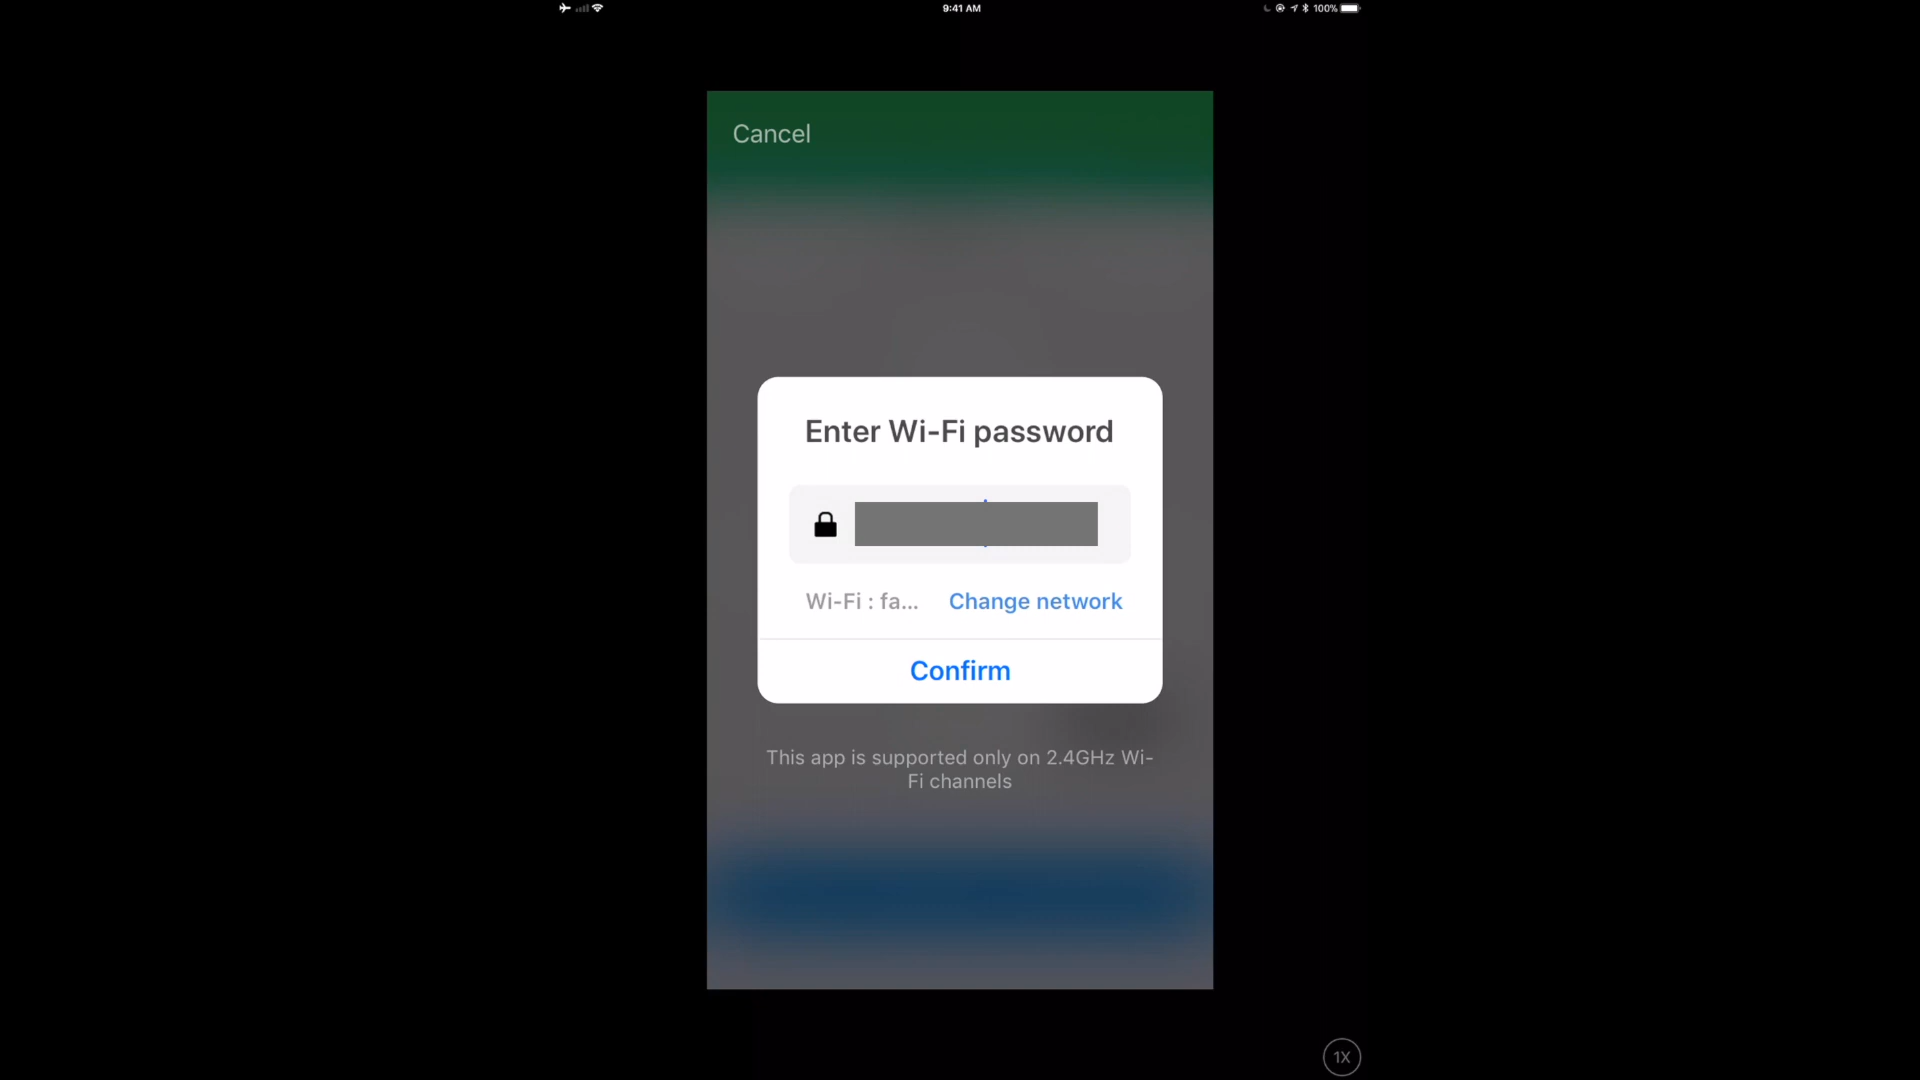 9:41 AM
100%
Cancel
Enter Wi-Fi password
Wi-Fi : fa...
Change network
Confirm
This app is supported only on 2.4GHz Wi-
Fi channels
1X